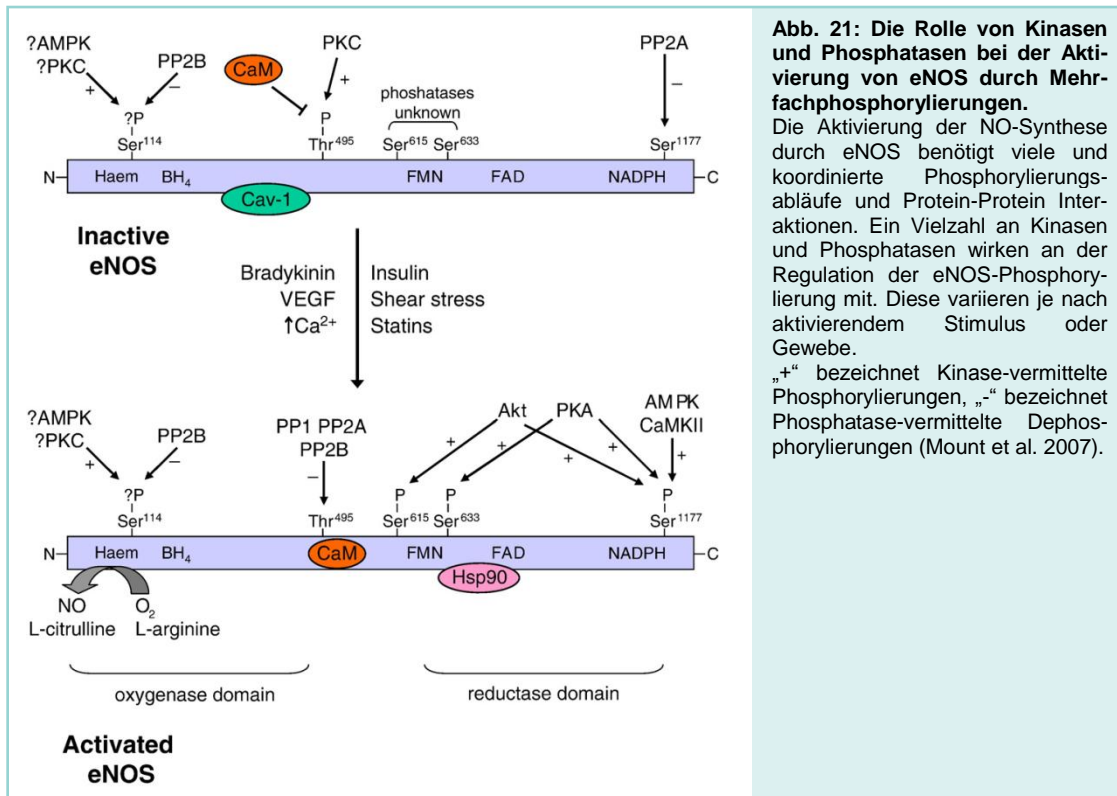 ?AMPK
?PKC
PP2B
CaM
PKC
PP2A
+
–
+
–
?P
P
phoshatases
unknown
Ser114
Thr495
Ser615 Ser633
Ser1177
N– Haem BH4 FMN FAD NADPH –C
Cav-1
Inactive
eNOS
Bradykinin
VEGF
↑Ca2+
Insulin
Shear stress
Statins
?AMPK
?PKC
PP2B
PP1 PP2A
PP2B
Akt PKA
AMPK
CaMKII
+
–
–
+
+
+
+
+
?P
P
P
P
Ser114
Thr495
Ser615 Ser633
Ser1177
N– Haem BH4 CaM FMN FAD NADPH –C
Hsp90
NO O2
L-citrulline L-arginine
oxygenase domain
reductase domain
Activated
eNOS
Abb. 21: Die Rolle von Kinasen
und Phosphatasen bei der Akti-
vierung von eNOS durch Mehr-
fachphosphorylierungen.
Die Aktivierung der NO-Synthese
durch eNOS benötigt viele und
koordinierte Phosphorylierungs-
abläufe und Protein-Protein Inter-
aktionen. Ein Vielzahl an Kinasen
und Phosphatasen wirken an der
Regulation der eNOS-Phosphory-
lierung mit. Diese variieren je nach
aktivierendem Stimulus oder
Gewebe.
„+“ bezeichnet Kinase-vermittelte
Phosphorylierungen, „-“ bezeichnet
Phosphatase-vermittelte Dephos-
phorylierungen (Mount et al. 2007).